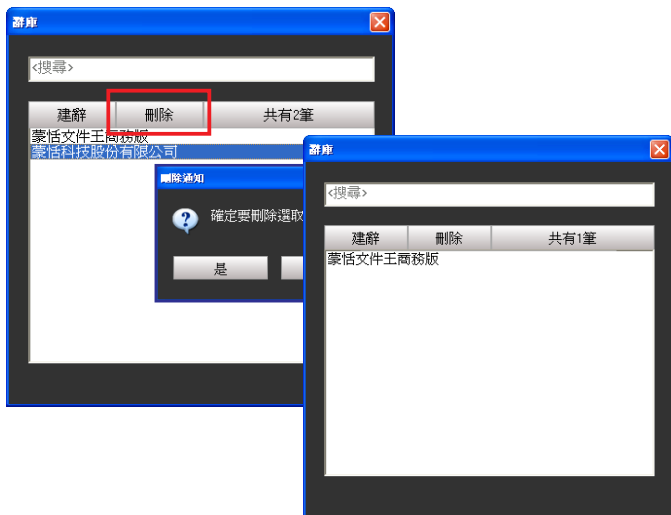 辭庫
<搜尋>
建辭 刪除 共有2筆
蒙恬文件王商務版
蒙恬科技股份有限公司
刪除通知
確定要刪除選取
是
辭庫
<搜尋>
建辭 刪除 共有1筆
蒙恬文件王商務版